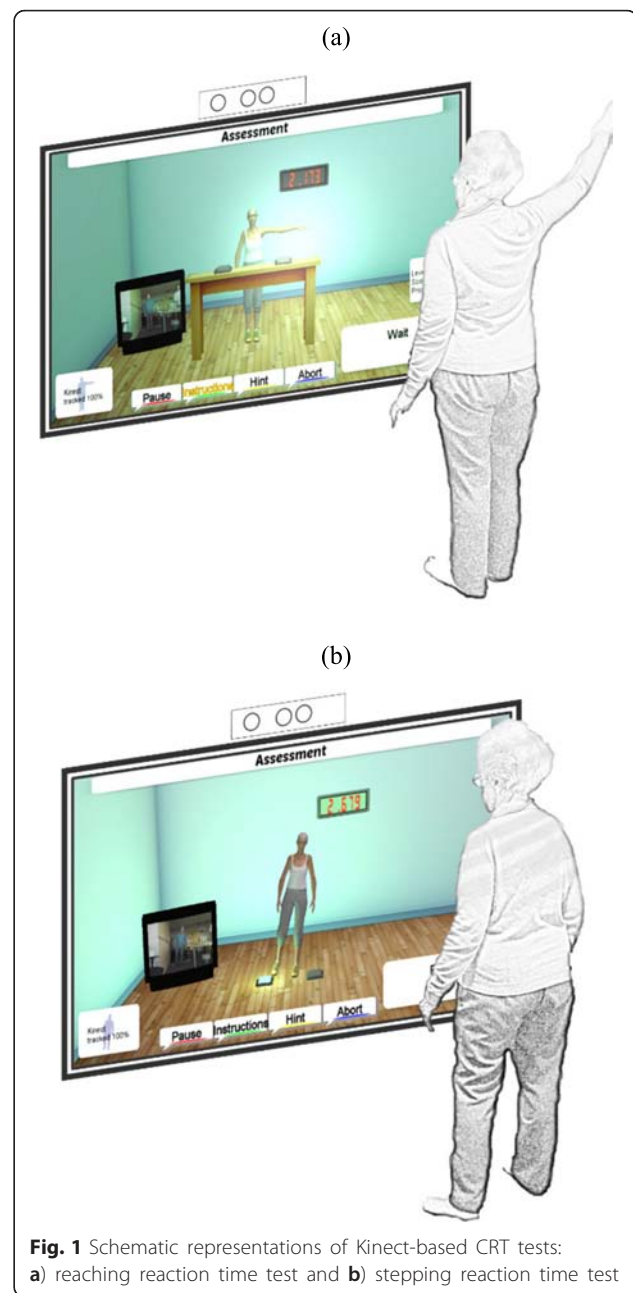 (a)
Assessment
2.173
Wait
Kinect
tracked 100%
Pause
Instructions
Hint
Abort
(b)
Assessment
2.679
Kinect
tracked 100%
Pause
Instructions
Hint
Abort
Fig. 1 Schematic representations of Kinect-based CRT tests:
a) reaching reaction time test and b) stepping reaction time test